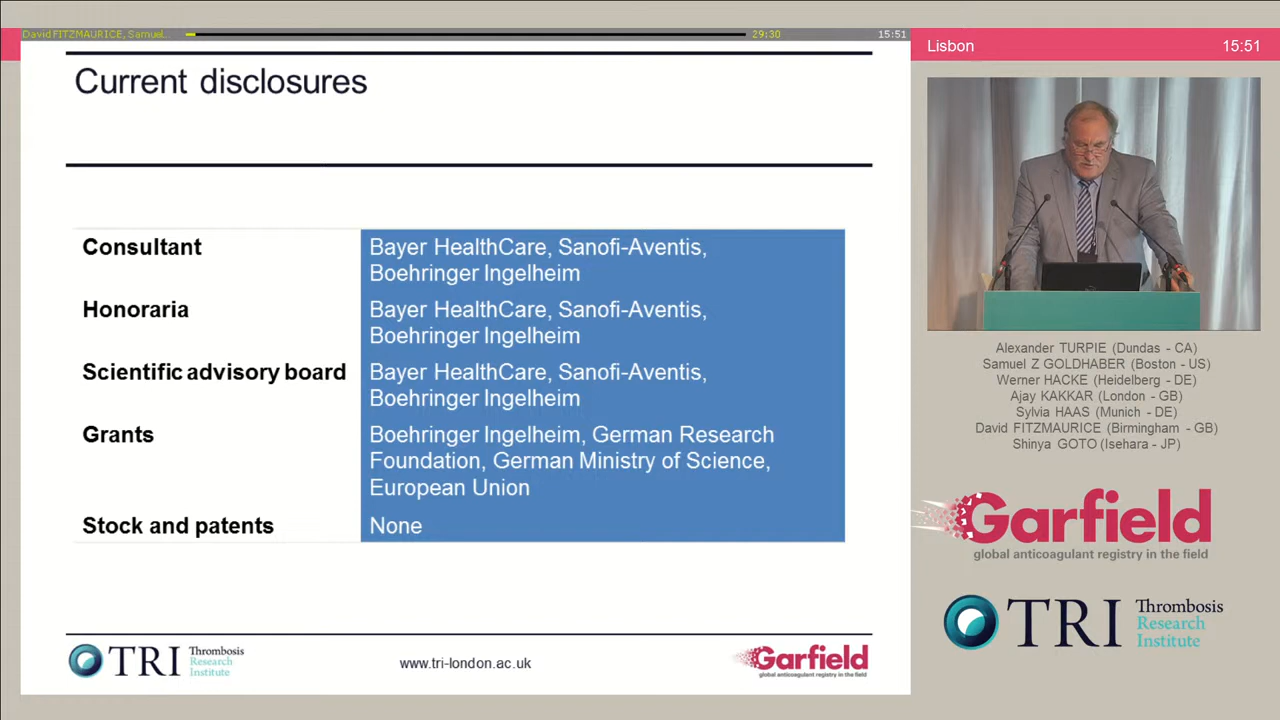 David FITZMAURICE, Samuel..
29:30
15:51
Lisbon
15:51
Current disclosures
Consultant
Bayer HealthCare, Sanofi-Aventis,
Boehringer Ingelheim
Honoraria
Bayer HealthCare, Sanofi-Aventis,
Boehringer Ingelheim
Scientific advisory board
Bayer HealthCare, Sanofi-Aventis,
Boehringer Ingelheim
Grants
Boehringer Ingelheim, German Research
Foundation, German Ministry of Science,
European Union
Stock and patents
None
TRI Thrombosis
Research
Institute
www.tri-london.ac.uk
Garfield
global anticoagulant registry in the field
Alexander TURPIE (Dundas - CA)
Samuel Z GOLDHABER (Boston - US)
Werner HACKE (Heidelberg - DE)
Ajay KAKKAR (London - GB)
Sylvia HAAS (Munich - DE)
David FITZMAURICE (Birmingham - GB)
Shinya GOTO (Isehara - JP)
Garfield
global anticoagulant registry in the field
TRI Thrombosis
Research
Institute